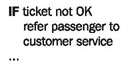 IF ticket not OK
refer passenger to
customer service
...